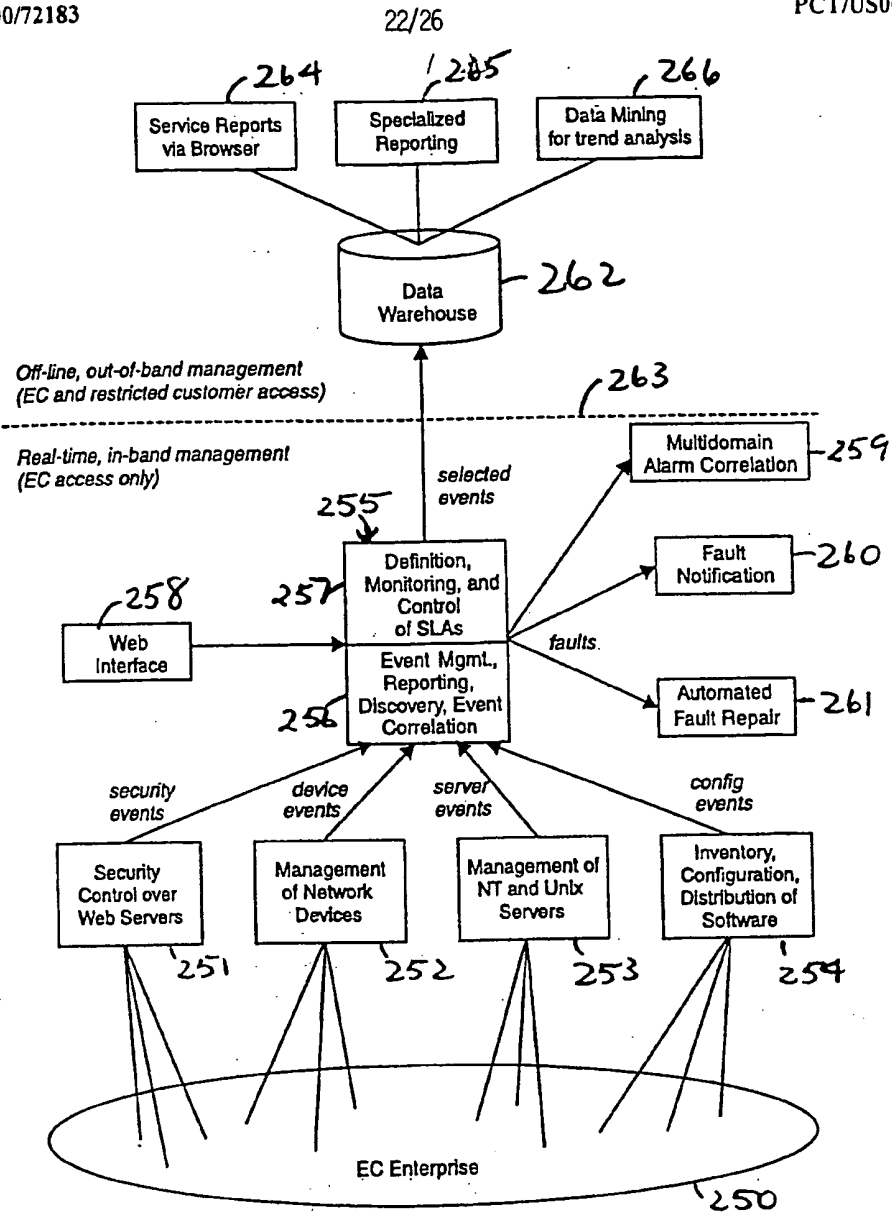 0/72183
22/26
PCT/US0
264
265
266
Service Reports
via Browser
Specialized
Reporting
Data Mining
for trend analysis
Data
Warehouse
262
Off-line, out-of-band management
(EC and restricted customer access)
263
Real-time, in-band management
(EC access only)
selected
events
Multidomain
Alarm Correlation
259
255
257
Definition,
Monitoring, and
Control
of SLAs
Fault
Notification
260
258
Web
Interface
faults.
256
Event Mgmt.,
Reporting,
Discovery, Event
Correlation
Automated
Fault Repair
261
security
events
device
events
server
events
config
events
Security
Control over
Web Servers
Management
of Network
Devices
Management of
NT and Unix
Servers
Inventory,
Configuration,
Distribution of
Software
251
252
253
254
EC Enterprise
250